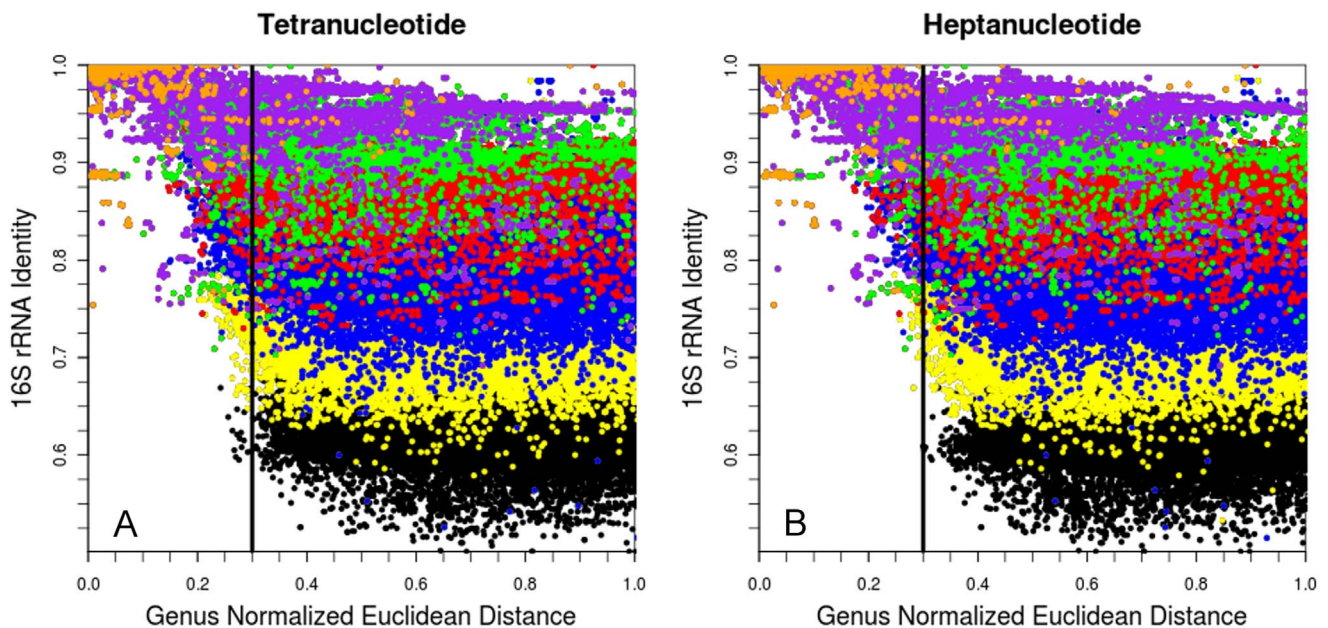 Tetranucleotide
1.0
0.9
0.8
0.7
0.6
16S rRNA Identity
A
0.0 0.2 0.4 0.6 0.8 1.0
Genus Normalized Euclidean Distance
Heptanucleotide
1.0
0.9
0.8
0.7
0.6
16S rRNA Identity
B
0.0 0.2 0.4 0.6 0.8 1.0
Genus Normalized Euclidean Distance